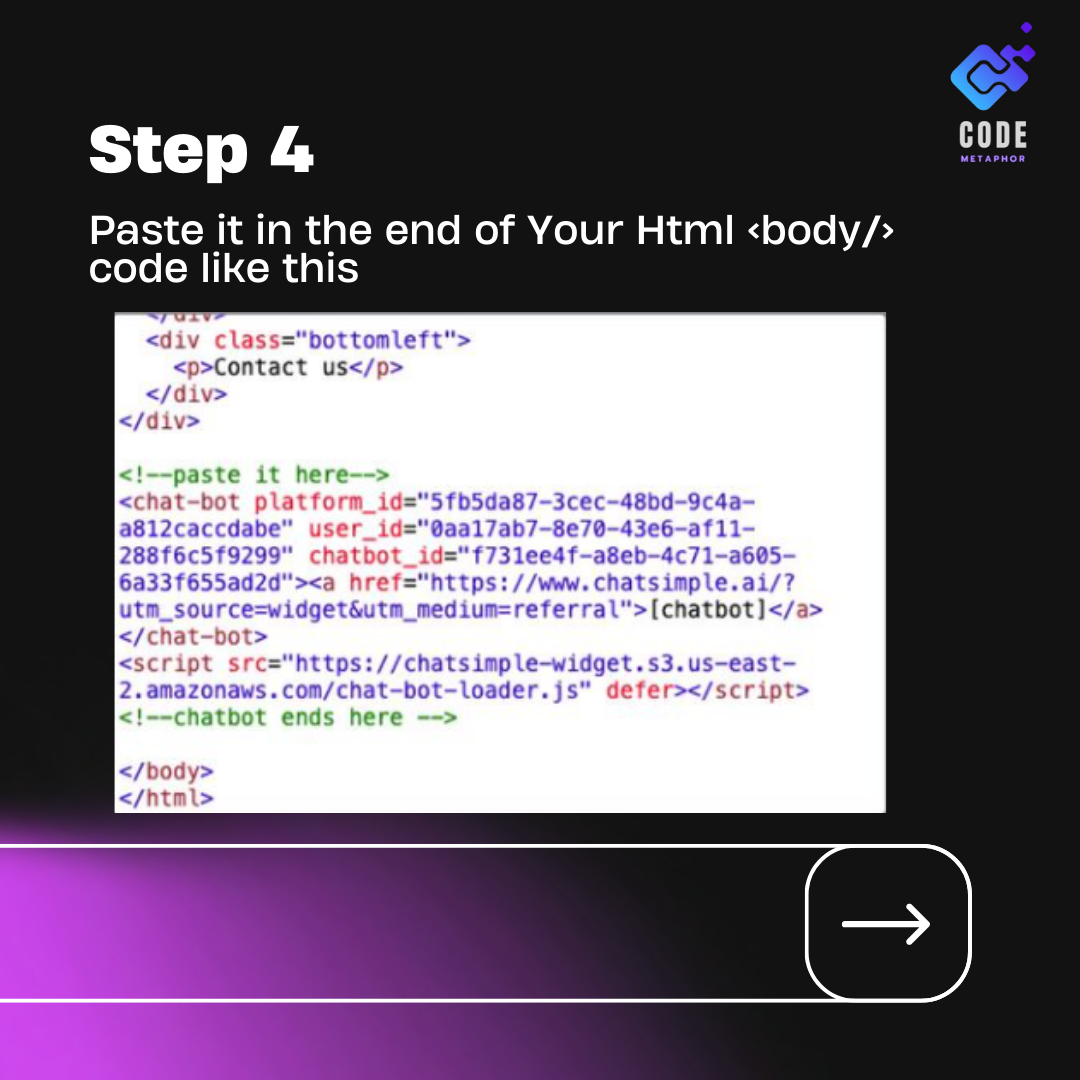 CODE
METAPHOR
Step 4
Paste it in the end of Your Html <body/>
code like this
</div>
<div class="bottomleft">
<p>Contact us</p>
</div>
</div>
<!--paste it here-->
<chat-bot platform_id="5fb5da87-3cec-48bd-9c4a-
a812caccdabe" user_id="0aa17ab7-8e70-43e6-af11-
288f6c5f9299" chatbot_id="f731ee4f-a8eb-4c71-a605-
6a33f655ad2d"><a href="https://www.chatsimple.ai/?
utm_source=widget&utm_medium=referral">[chatbot]</a>
</chat-bot>
<script src="https://chatsimple-widget.s3.us-east-
2.amazonaws.com/chat-bot-loader.js" defer></script>
<!--chatbot ends here -->
</body>
</html>